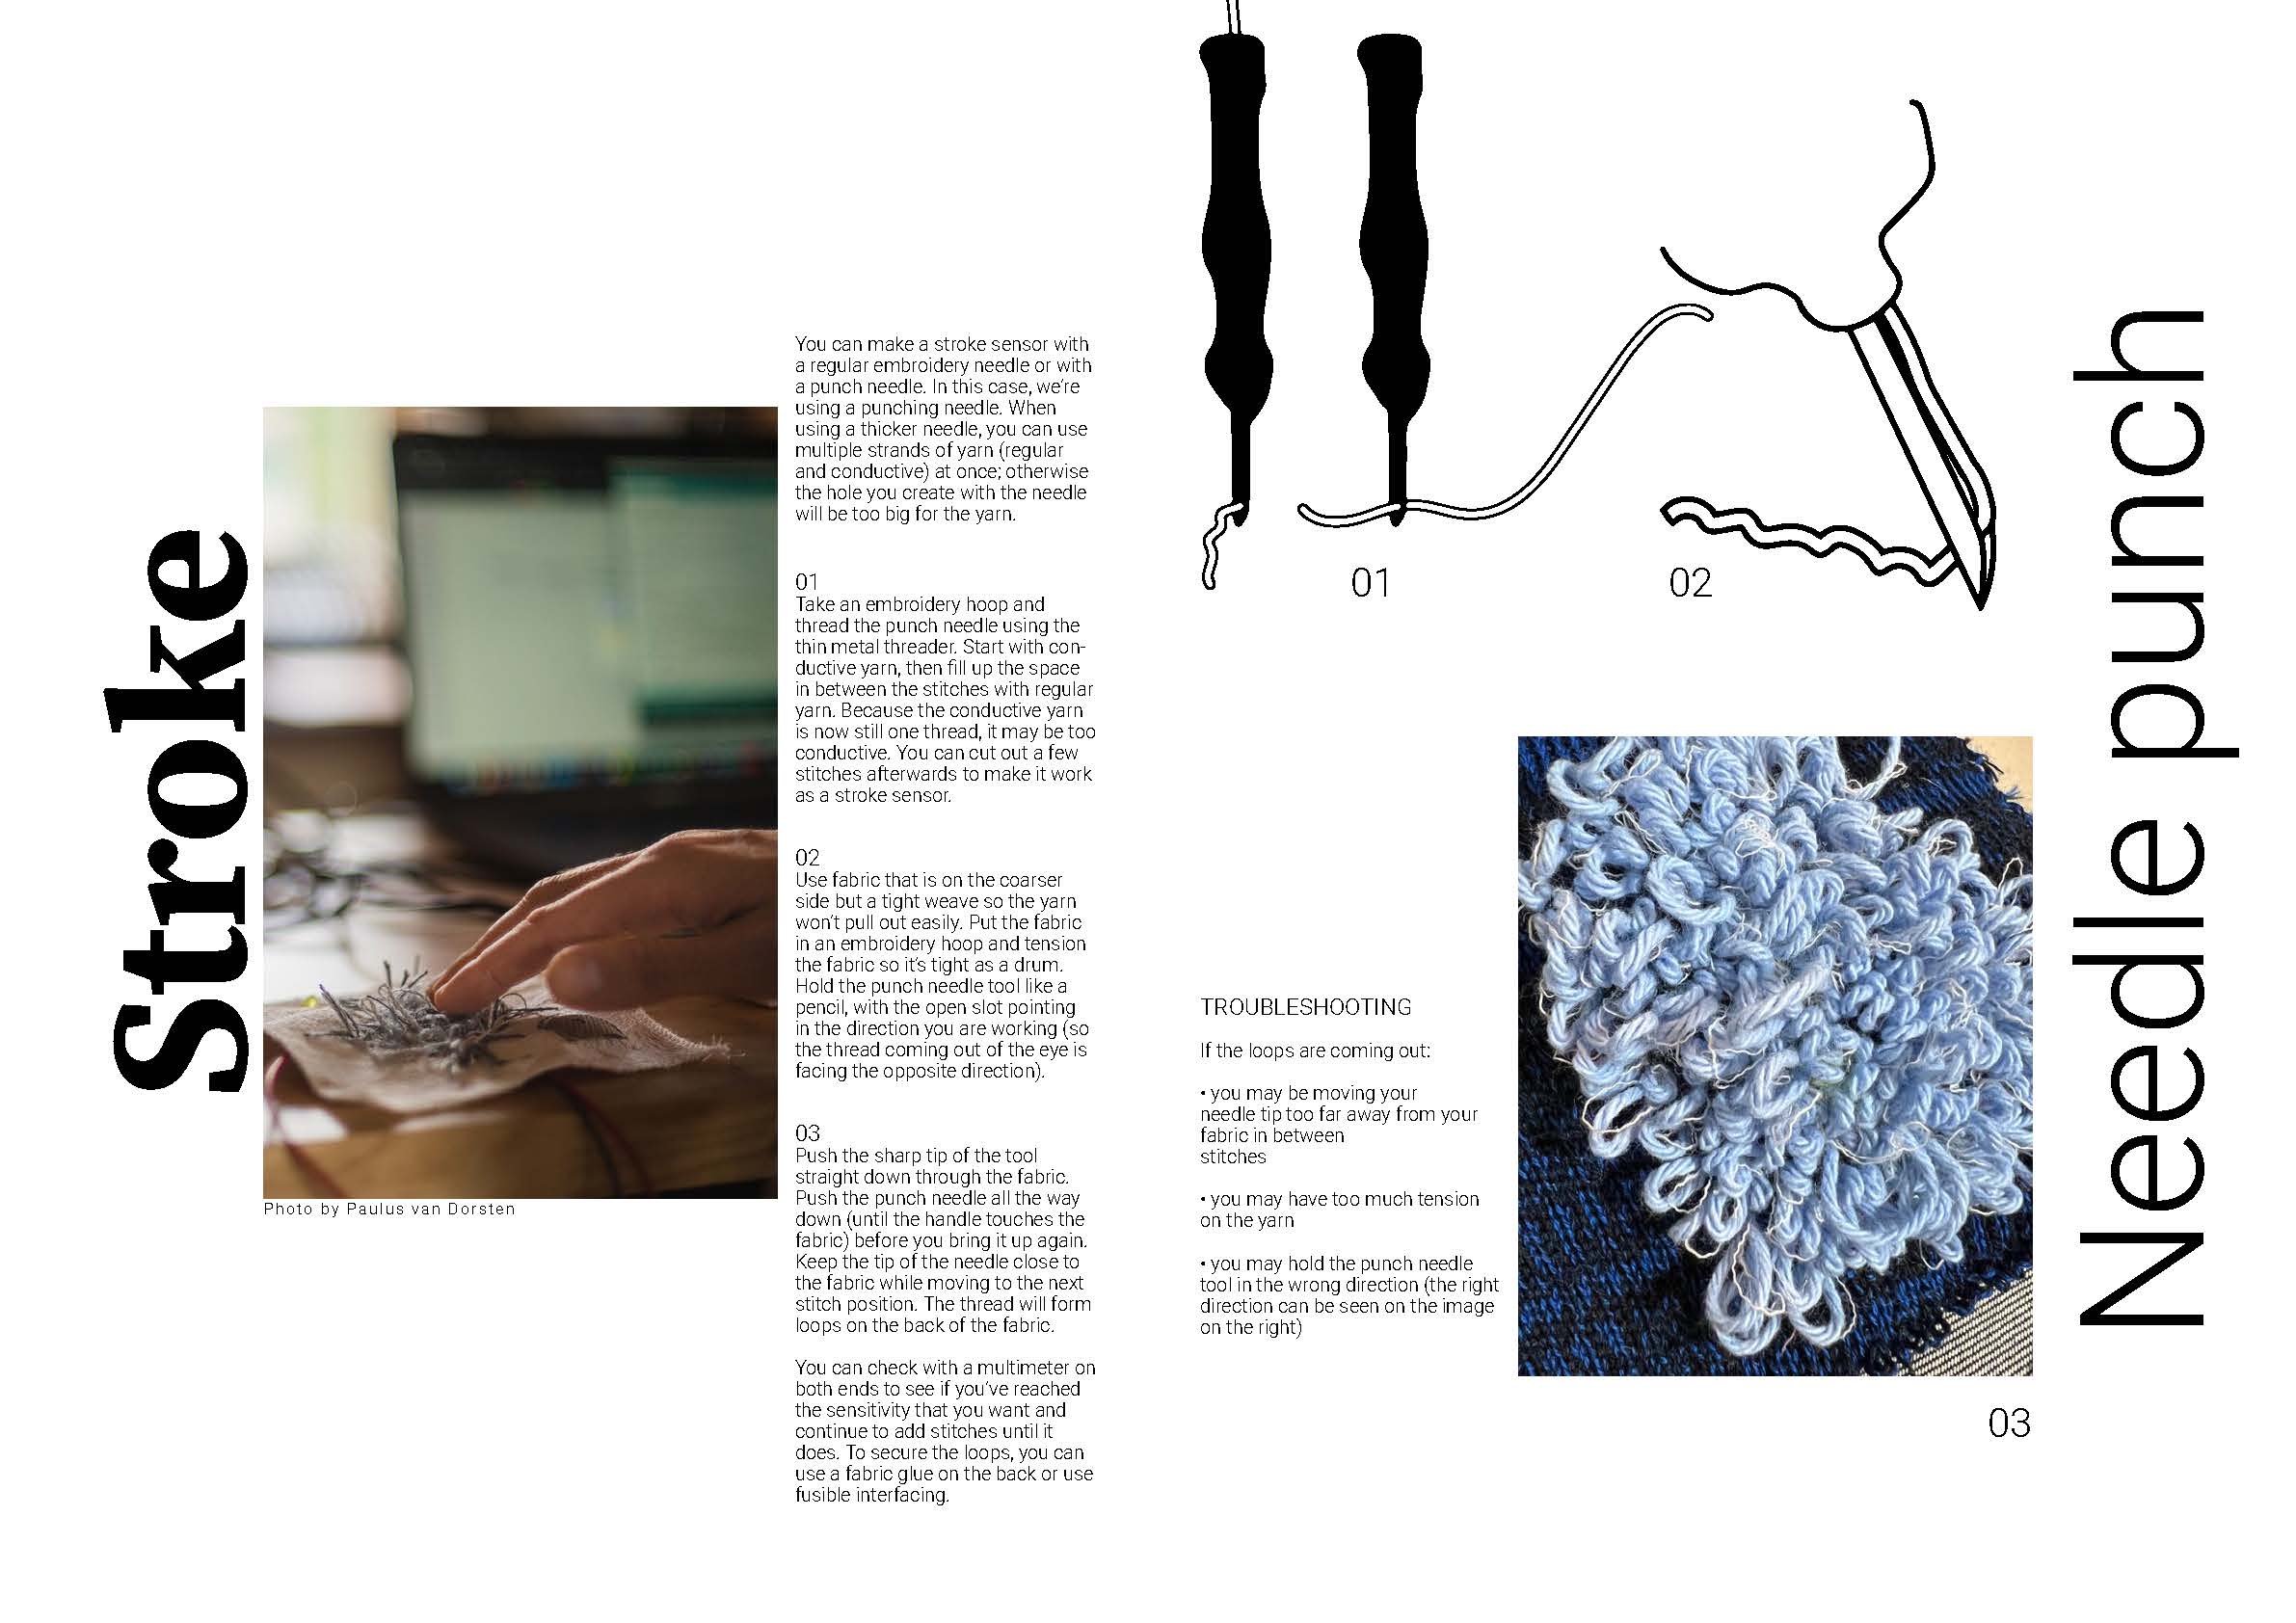 Stroke
You can make a stroke sensor with
a regular embroidery needle or with
a punch needle. In this case, we're
using a punching needle. When
using a thicker needle, you can use
multiple strands of yarn (regular
and conductive) at once; otherwise
the hole you create with the needle
will be too big for the yarn.
01
Take an embroidery hoop and
thread the punch needle using the
thin metal threader. Start with con-
ductive yarn, then fill up the space
in between the stitches with regular
yarn. Because the conductive yarn
is now still one thread, it may be too
conductive. You can cut out a few
stitches afterwards to make it work
as a stroke sensor.
02
Use fabric that is on the coarser
side but a tight weave so the yarn
won't pull out easily. Put the fabric
in an embroidery hoop and tension
the fabric so it's tight as a drum.
Hold the punch needle tool like a
pencil, with the open slot pointing
in the direction you are working (so
the thread coming out of the eye is
facing the opposite direction).
03
Push the sharp tip of the tool
straight down through the fabric.
Push the punch needle all the way
down (until the handle touches the
fabric) before you bring it up again.
Keep the tip of the needle close to
the fabric while moving to the next
stitch position. The thread will form
loops on the back of the fabric.
You can check with a multimeter on
both ends to see if you've reached
the sensitivity that you want and
continue to add stitches until it
does. To secure the loops, you can
use a fabric glue on the back or use
fusible interfacing.
Photo by Paulus van Dorsten
01
02
TROUBLESHOOTING
If the loops are coming out:
• you may be moving your
needle tip too far away from your
fabric in between
stitches
• you may have too much tension
on the yarn
• you may hold the punch needle
tool in the wrong direction (the right
direction can be seen on the image
on the right)
03
Needle punch